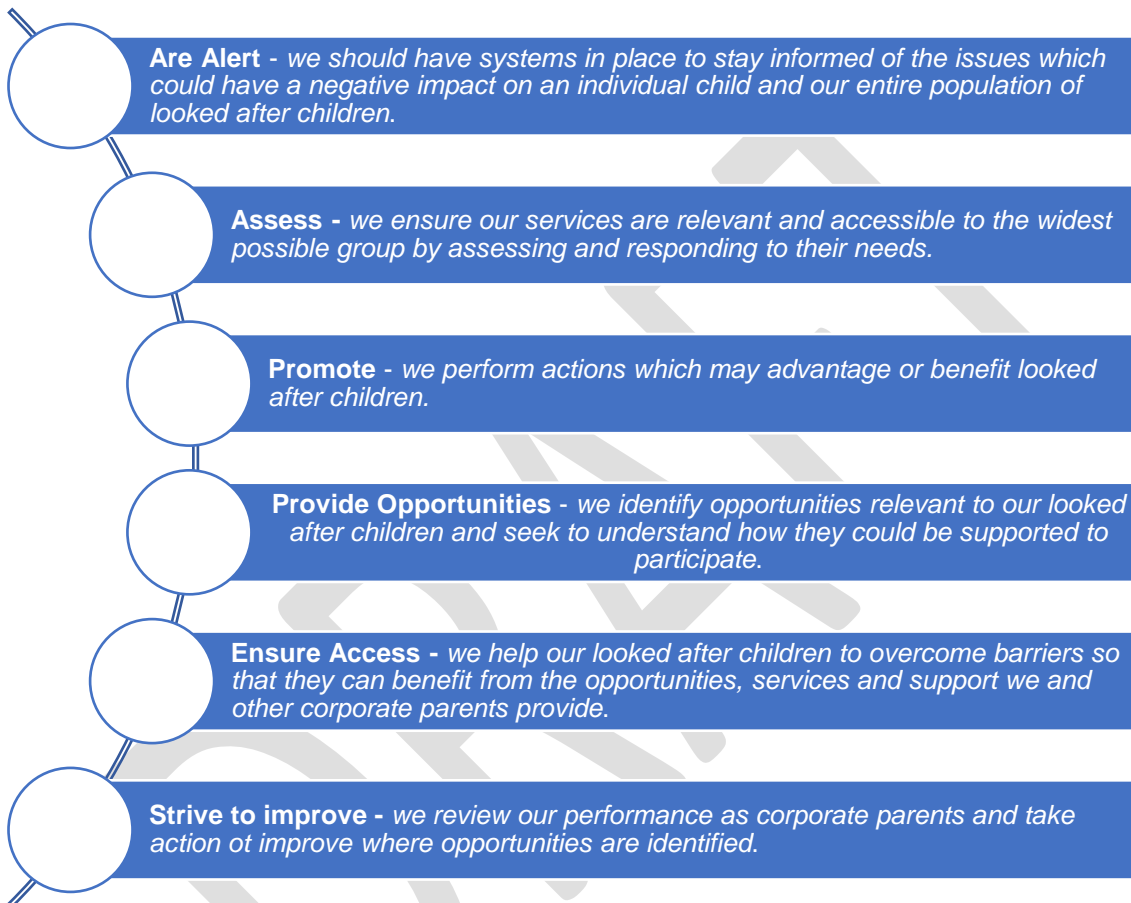 Are Alert - we should have systems in place to stay informed of the issues which
could have a negative impact on an individual child and our entire population of
looked after children.
Assess - we ensure our services are relevant and accessible to the widest
possible group by assessing and responding to their needs.
Promote - we perform actions which may advantage or benefit looked
after children.
Provide Opportunities - we identify opportunities relevant to our looked
after children and seek to understand how they could be supported to
participate.
Ensure Access - we help our looked after children to overcome barriers so
that they can benefit from the opportunities, services and support we and
other corporate parents provide.
Strive to improve - we review our performance as corporate parents and take
action ot improve where opportunities are identified.
DRAFT